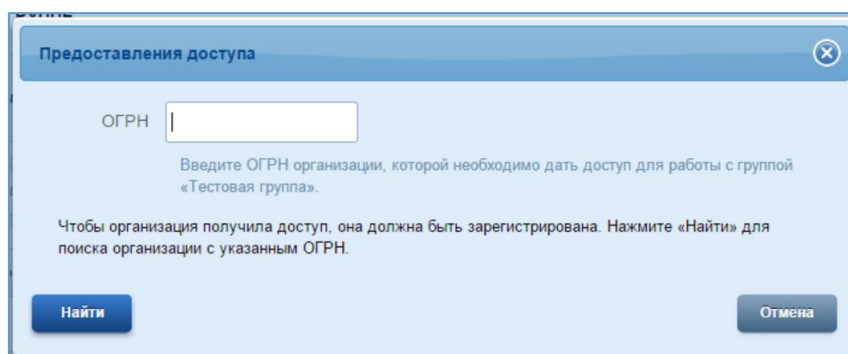 Предоставления доступа
ОГРН
Введите ОГРН организации, которой необходимо дать доступ для работы с группой
«Тестовая группа».
Чтобы организация получила доступ, она должна быть зарегистрирована. Нажмите «Найти» для
поиска организации с указанным ОГРН.
Найти
Отмена